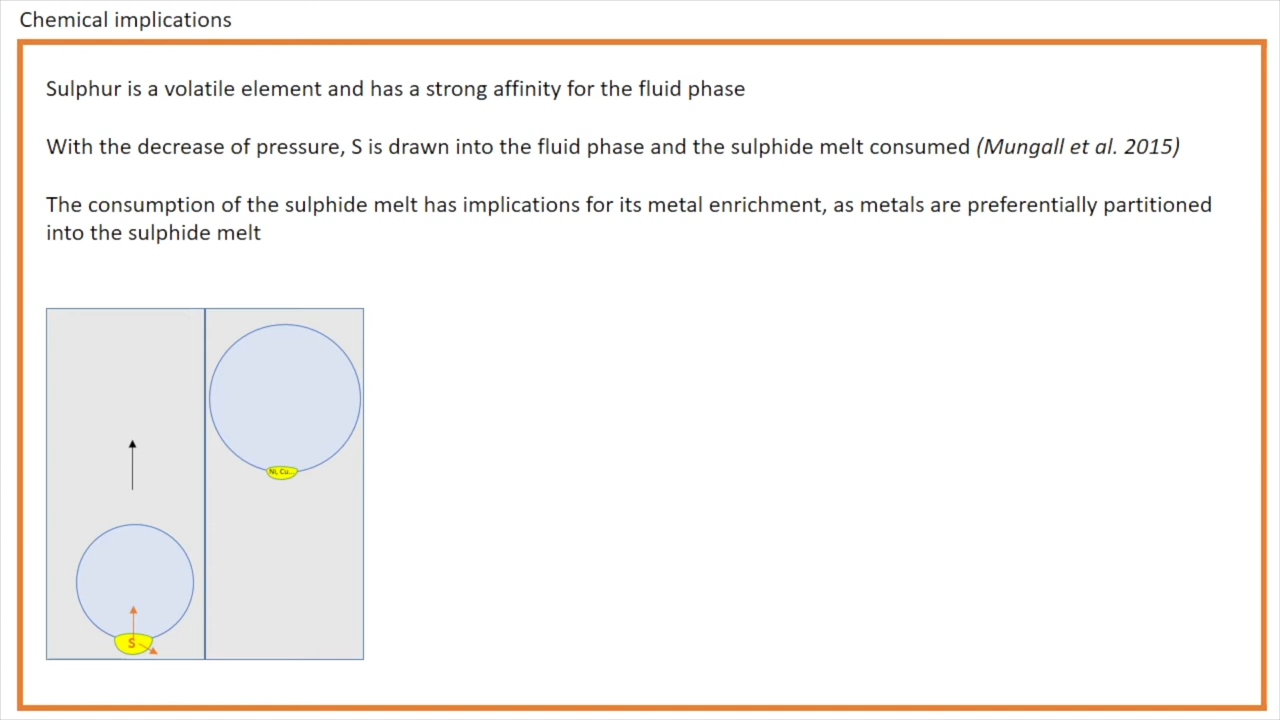 Chemical implications
Sulphur is a volatile element and has a strong affinity for the fluid phase
With the decrease of pressure, S is drawn into the fluid phase and the sulphide melt consumed (Mungall et al. 2015)
The consumption of the sulphide melt has implications for its metal enrichment, as metals are preferentially partitioned
into the sulphide melt
Ni, Cu...
S